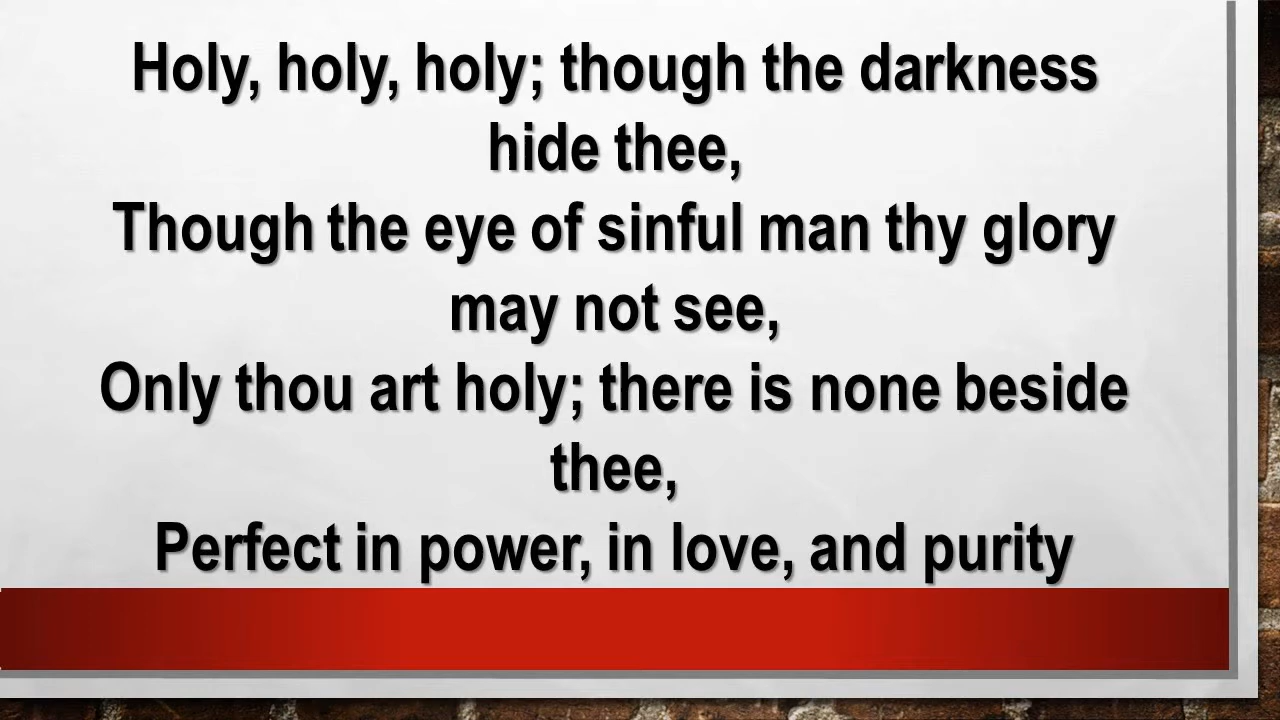 Holy, holy, holy; though the darkness
hide thee,
Though the eye of sinful man thy glory
may not see,
Only thou art holy; there is none beside
thee,
Perfect in power, in love, and purity